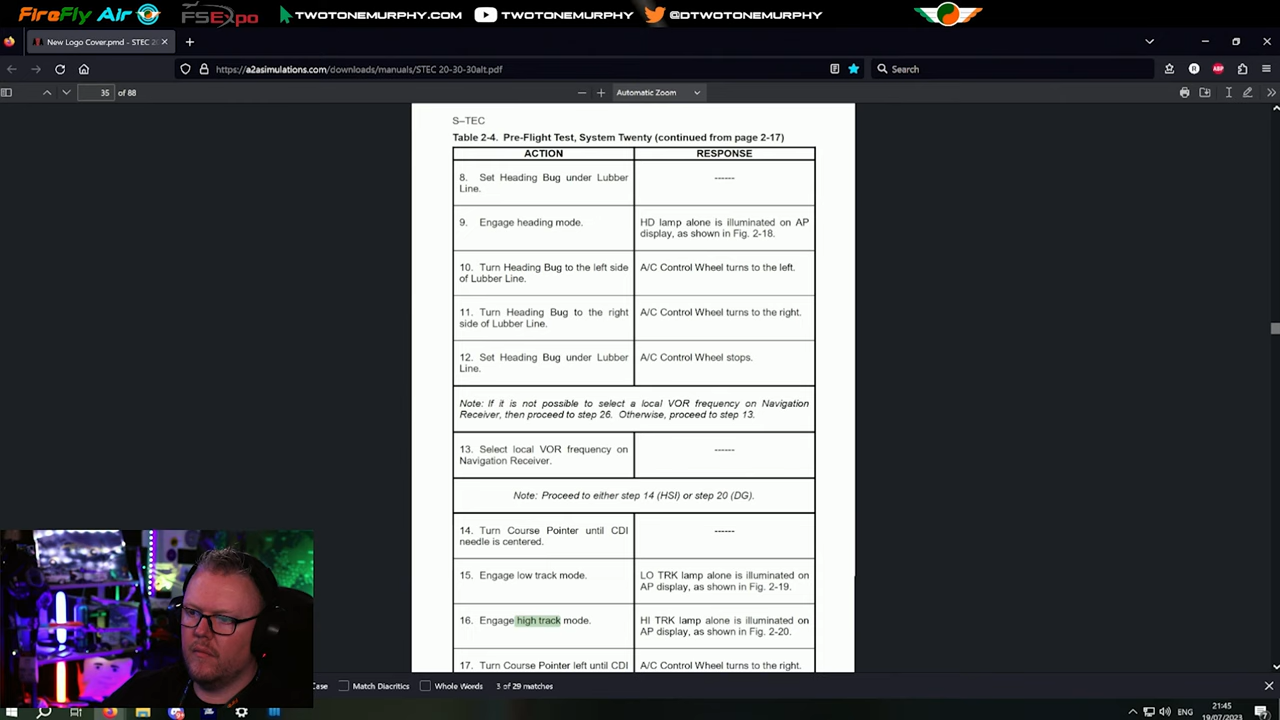 FireFly Air
FSExpo
TWOTONEMURPHY.COM
TWOTONEMURPHY
@DTWOTONEMURPHY
New Logo Cover.pmd - STEC 20
https://a2asimulations.com/downloads/manuals/STEC 20-30-30alt.pdf
Search
35 of 88
Automatic Zoom
S–TEC
Table 2-4. Pre-Flight Test, System Twenty (continued from page 2-17)
ACTION RESPONSE
8. Set Heading Bug under Lubber
Line.
------
9. Engage heading mode.
HD lamp alone is illuminated on AP
display, as shown in Fig. 2-18.
10. Turn Heading Bug to the left side
of Lubber Line.
A/C Control Wheel turns to the left.
11. Turn Heading Bug to the right
side of Lubber Line.
A/C Control Wheel turns to the right.
12. Set Heading Bug under Lubber
Line.
A/C Control Wheel stops.
Note: If it is not possible to select a local VOR frequency on Navigation
Receiver, then proceed to step 26. Otherwise, proceed to step 13.
13. Select local VOR frequency on
Navigation Receiver.
------
Note: Proceed to either step 14 (HSI) or step 20 (DG).
14. Turn Course Pointer until CDI
needle is centered.
------
15. Engage low track mode.
LO TRK lamp alone is illuminated on
AP display, as shown in Fig. 2-19.
16. Engage high track mode.
HI TRK lamp alone is illuminated on
AP display, as shown in Fig. 2-20.
17. Turn Course Pointer left until CDI
A/C Control Wheel turns to the right.
Case Match Diacritics Whole Words 3 of 29 matches
ENG
21:45
19/07/2023